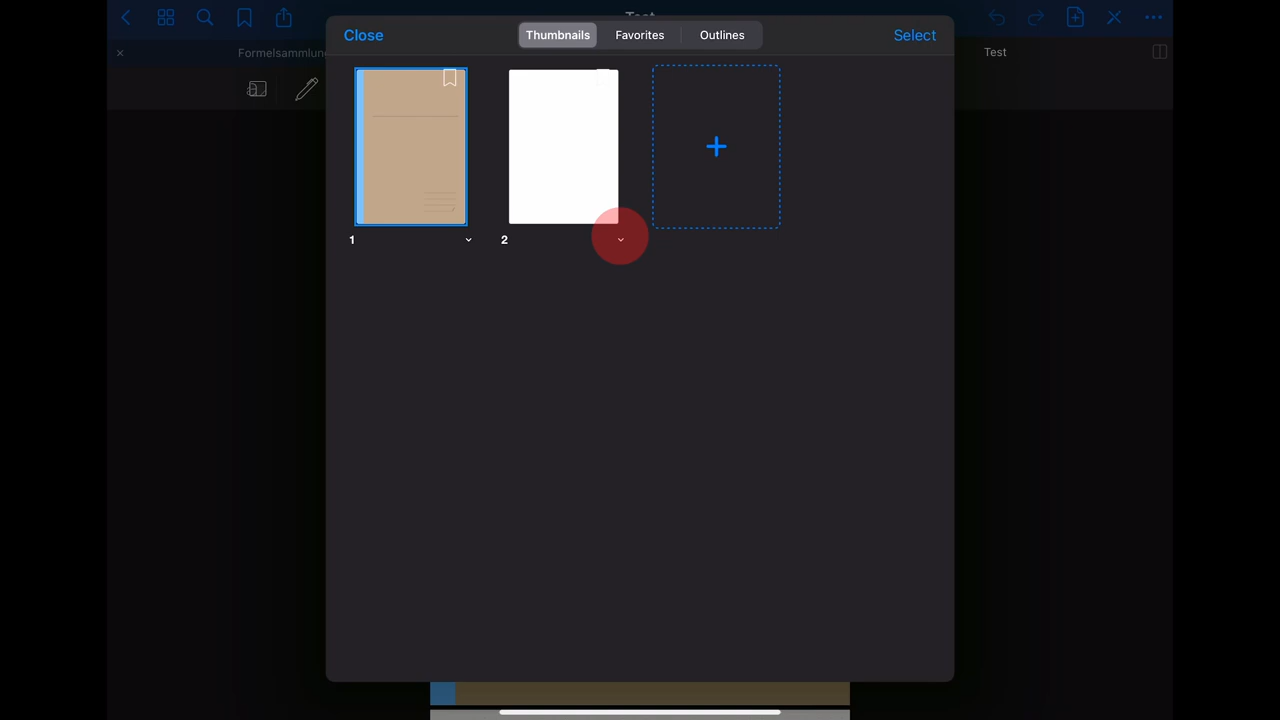 Close
Thumbnails
Favorites
Outlines
Select
Formelsammlun
Test
1
2